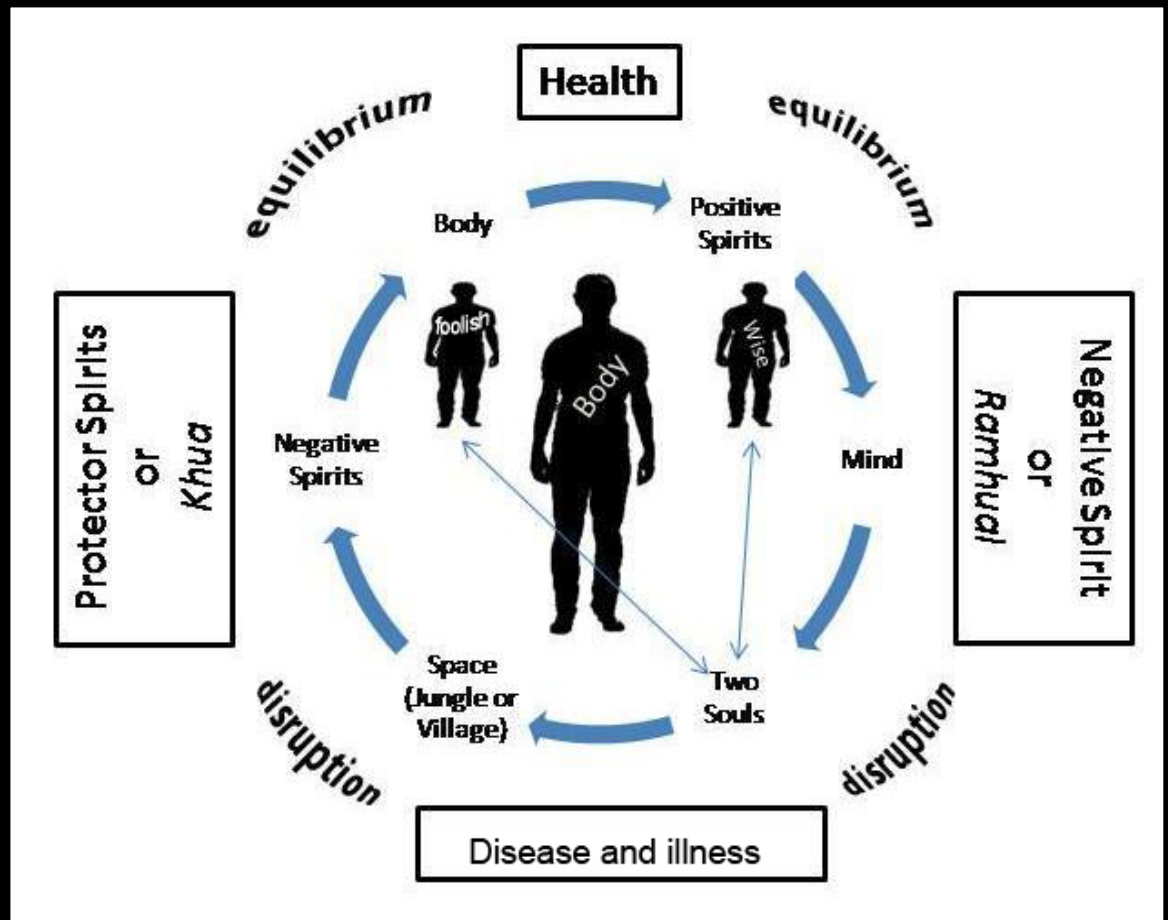 Health
equilibrium
equilibrium
Body
Positive
Spirits
foolish
Wise
Body
Protector Spirits
or
Khua
Negative Spirit
or
Ramhual
Negative
Spirits
Mind
Space
(Jungle or
Village)
Two
Souls
disruption
disruption
Disease and illness